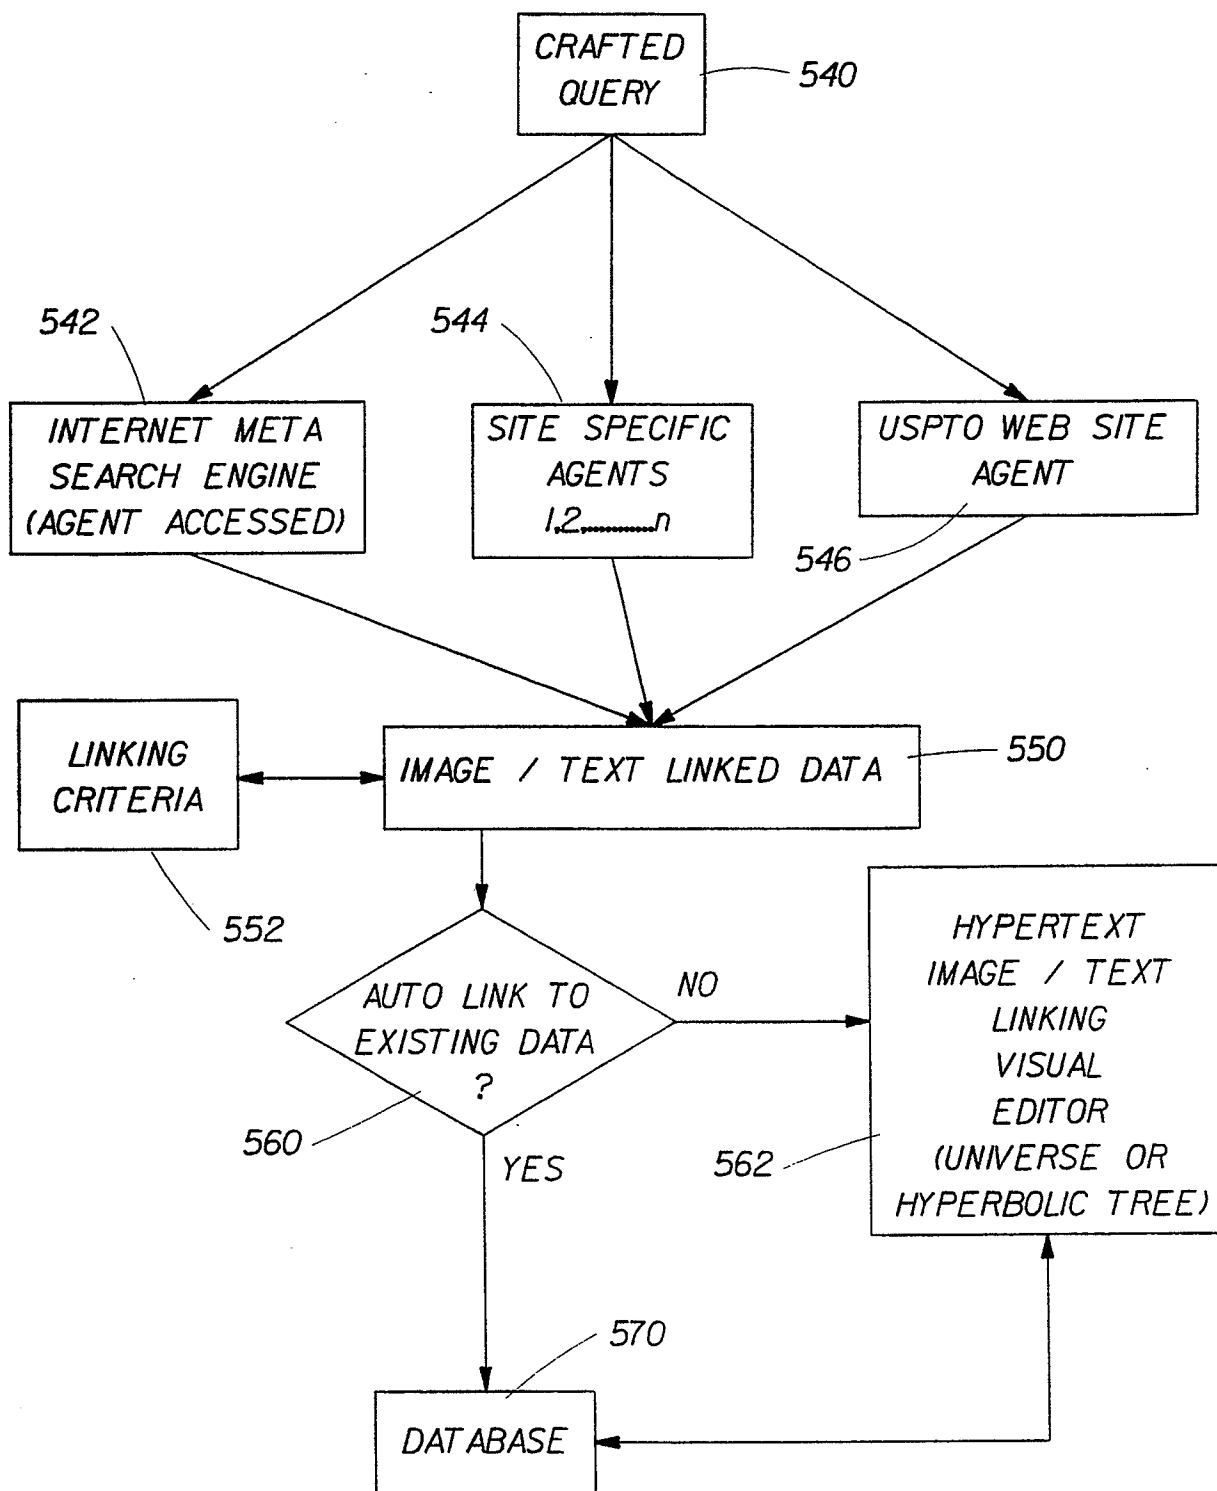 CRAFTED
QUERY
540
542
544
INTERNET META
SEARCH ENGINE
(AGENT ACCESSED)
SITE SPECIFIC
AGENTS
1,2,............n
USPTO WEB SITE
AGENT
546
LINKING
CRITERIA
IMAGE / TEXT LINKED DATA
550
552
AUTO LINK TO
EXISTING DATA
?
NO
560
YES
HYPERTEXT
IMAGE / TEXT
LINKING
VISUAL
EDITOR
(UNIVERSE OR
HYPERBOLIC TREE)
562
570
DATABASE